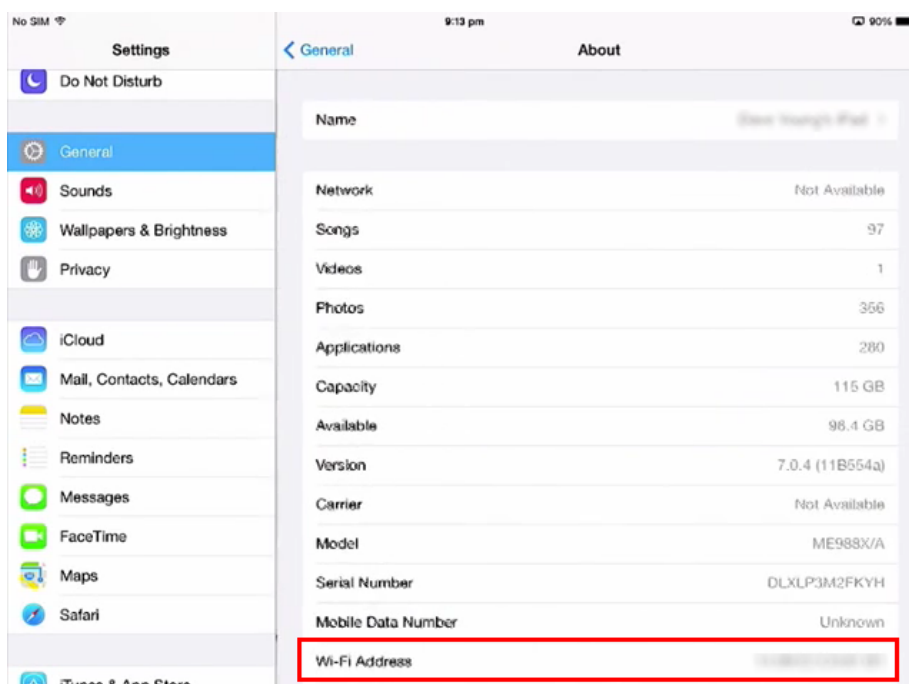 No SIM 9:13 pm 90%
Settings
General About
Do Not Disturb
General
Sounds
Wallpapers & Brightness
Privacy
iCloud
Mail, Contacts, Calendars
Notes
Reminders
Messages
FaceTime
Maps
Safari
iTunes & App Store
Name
Network Not Available
Songs 97
Videos 1
Photos 356
Applications 280
Capacity 115 GB
Available 98.4 GB
Version 7.0.4 (11B554a)
Carrier Not Available
Model ME988X/A
Serial Number DLXLP3M2FKYH
Mobile Data Number Unknown
Wi-Fi Address